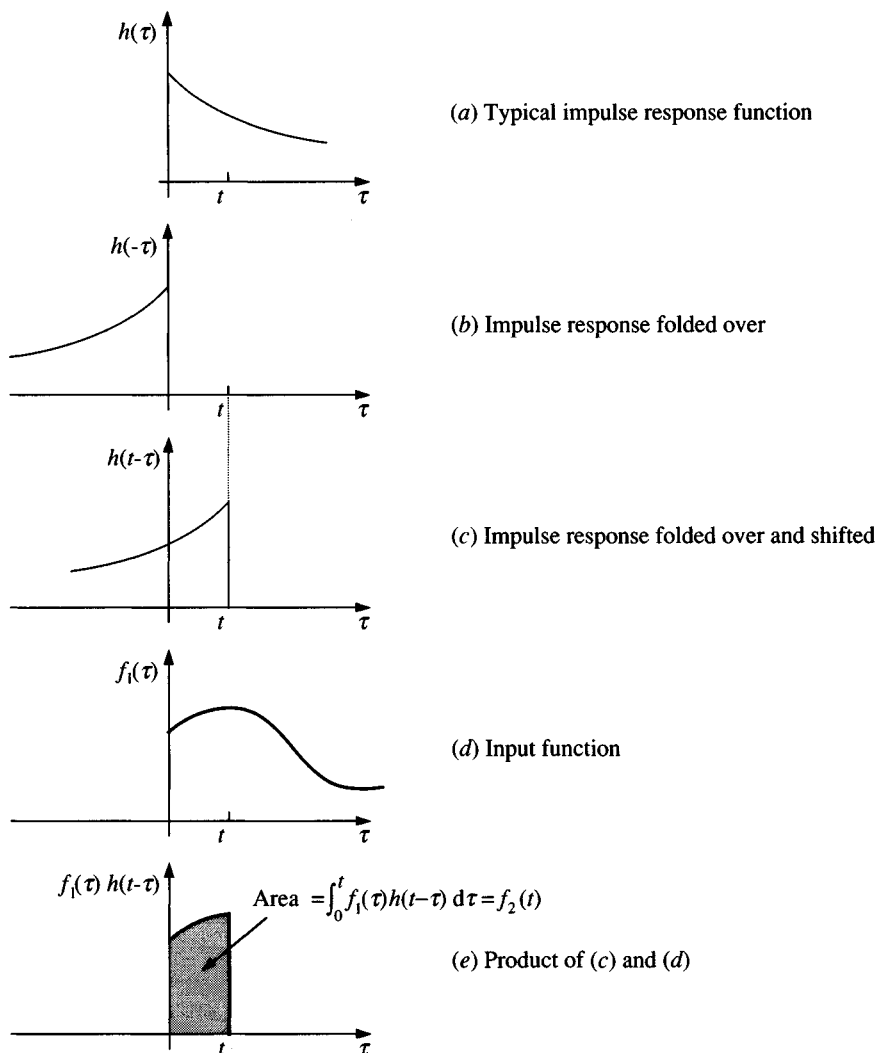 h(τ)
(a) Typical impulse response function
t
τ
h(-τ)
(b) Impulse response folded over
t
τ
h(t-τ)
(c) Impulse response folded over and shifted
t
τ
f₁(τ)
(d) Input function
t
τ
f₁(τ) h(t-τ)
Area = ∫₀ᵗ f₁(τ)h(t−τ) dτ = f₂(t)
(e) Product of (c) and (d)
t
τ